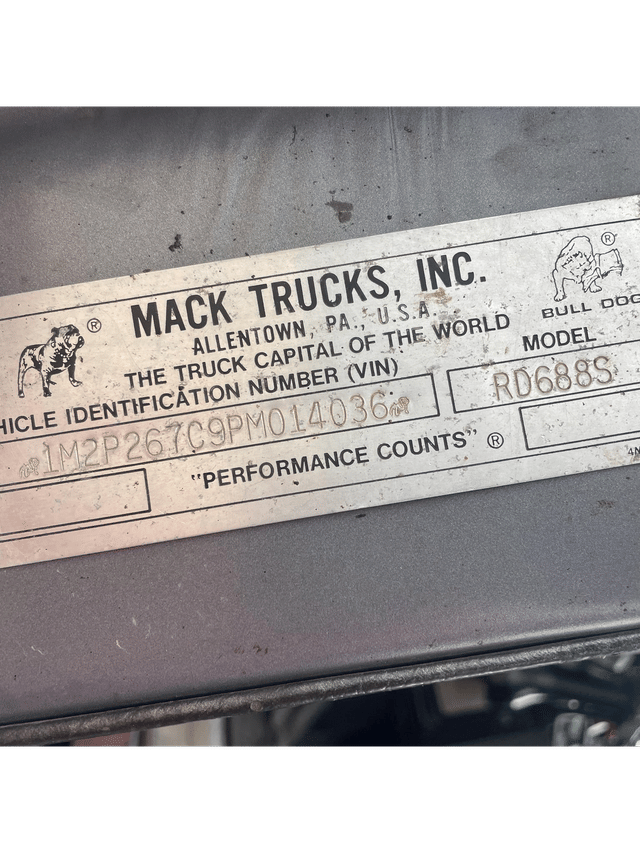 MACK TRUCKS, INC.
ALLENTOWN, PA., U.S.A.
THE TRUCK CAPITAL OF THE WORLD
HICLE IDENTIFICATION NUMBER (VIN)
1M2P267C9PM014036
®
® BULL DOG
MODEL
RD688S
"PERFORMANCE COUNTS" ®
4M